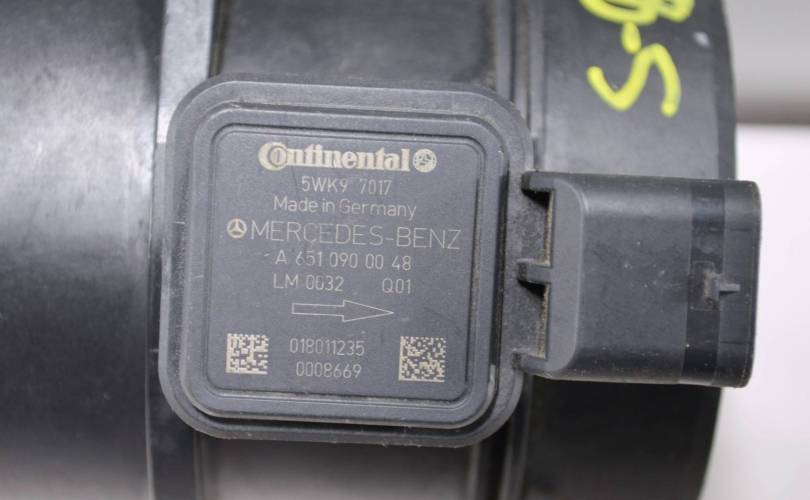 Continental
5WK9 7017
Made in Germany
MERCEDES-BENZ
A 651 090 00 48
LM 0032 Q01
018011235
0008669